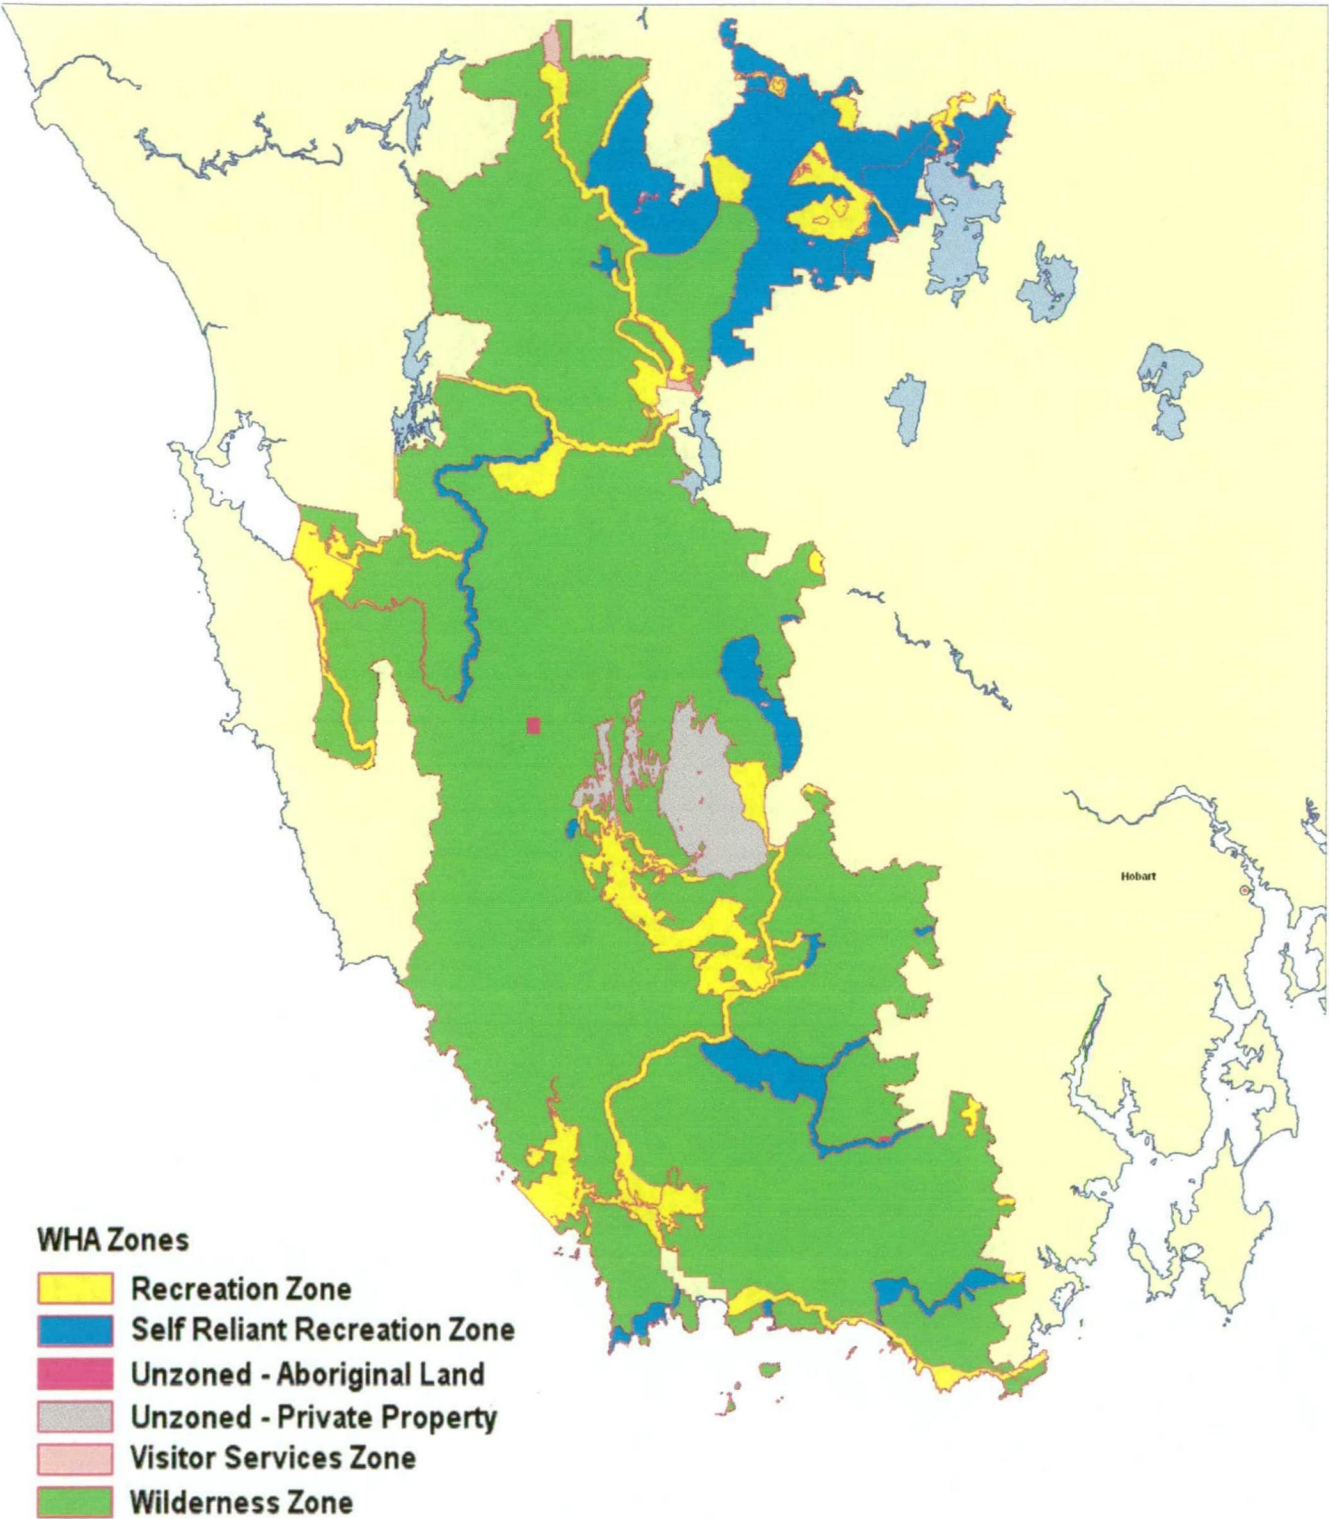 Hobart
WHA Zones
Recreation Zone
Self Reliant Recreation Zone
Unzoned - Aboriginal Land
Unzoned - Private Property
Visitor Services Zone
Wilderness Zone